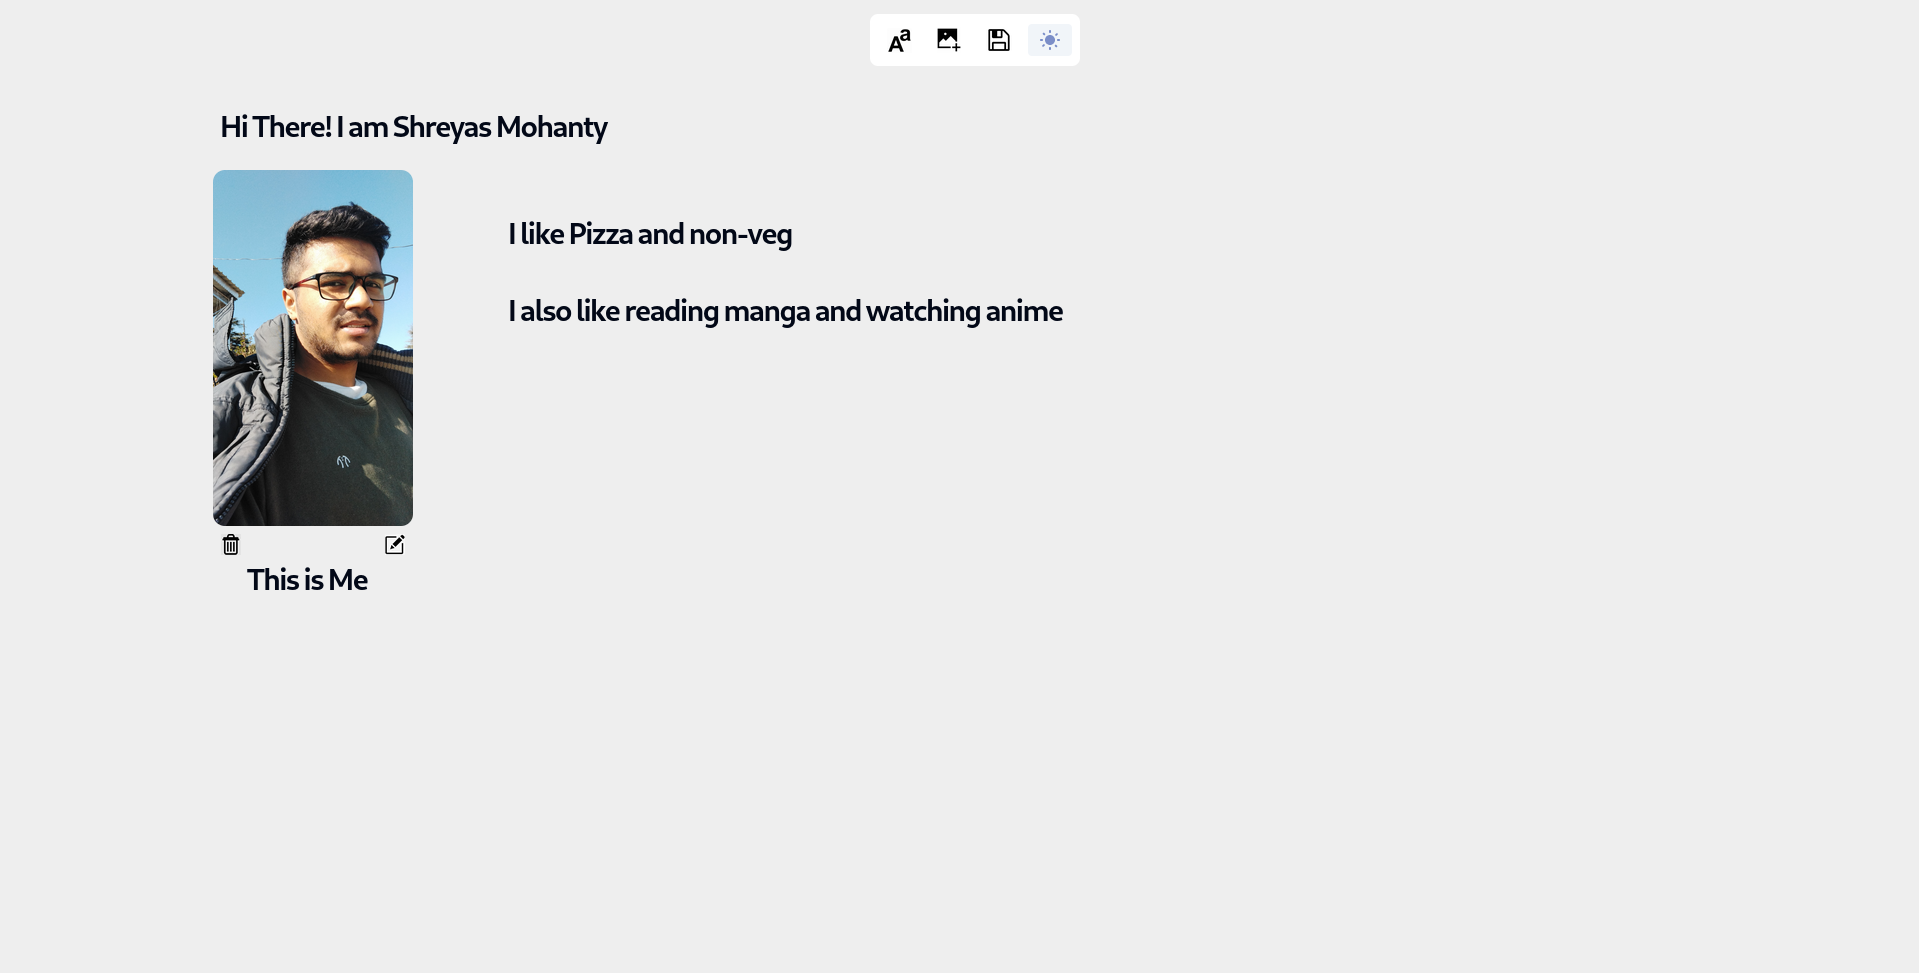 Hi There! I am Shreyas Mohanty
I like Pizza and non-veg
I also like reading manga and watching anime
This is Me